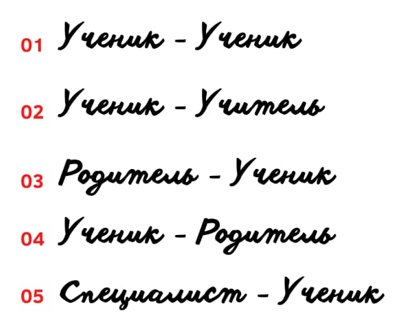 01 Ученик - Ученик
02 Ученик - Учитель
03 Родитель - Ученик
04 Ученик - Родитель
05 Специалист - Ученик